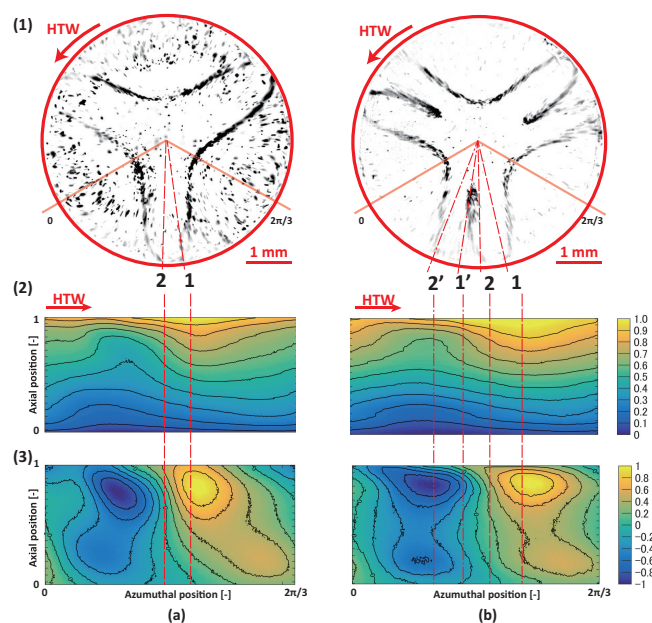 (1)
HTW
HTW
0
2π/3
0
2π/3
1 mm
1 mm
2 1
2' 1' 2 1
(2)
HTW
HTW
1
Axial position [-]
0
1.0
0.9
0.8
0.7
0.6
0.5
0.4
0.3
0.2
0.1
0
(3)
1
Axial position [-]
0
1
0.8
0.6
0.4
0.2
0
−0.2
−0.4
−0.6
−0.8
−1
0
Azumuthal position [-]
2π/3
0
Azumuthal position [-]
2π/3
(a)
(b)